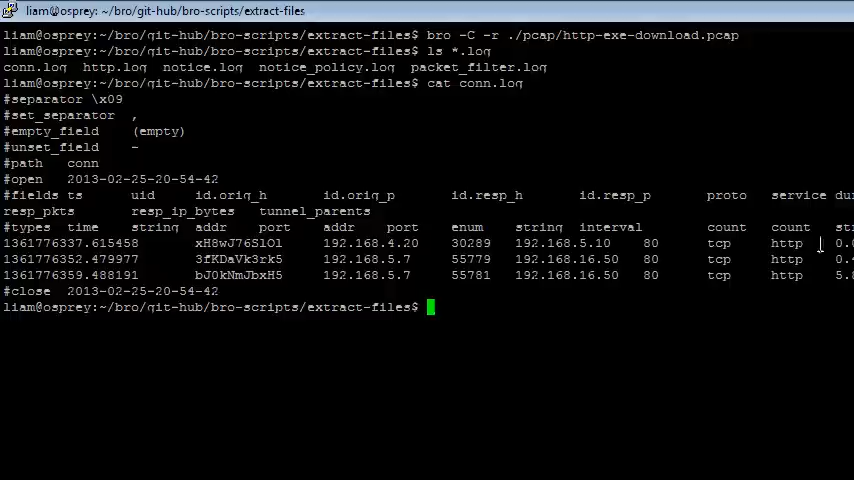 liam@osprey: ~/bro/git-hub/bro-scripts/extract-files
liam@osprey:~/bro/git-hub/bro-scripts/extract-files$ bro -C -r ./pcap/http-exe-download.pcap
liam@osprey:~/bro/git-hub/bro-scripts/extract-files$ ls *.log
conn.log  http.log  notice.log  notice_policy.log  packet_filter.log
liam@osprey:~/bro/git-hub/bro-scripts/extract-files$ cat conn.log
#separator \x09
#set_separator  ,
#empty_field    (empty)
#unset_field    -
#path   conn
#open   2013-02-25-20-54-42
#fields ts      uid     id.orig_h       id.orig_p       id.resp_h       id.resp_p       proto   service dur
resp_pkts       resp_ip_bytes   tunnel_parents
#types  time    string  addr    port    addr    port    enum    string  interval        count   count   str
1361776337.615458       xH8wJ76SlOl     192.168.4.20    30289   192.168.5.10    80      tcp     http    0.0
1361776352.479977       3fKDaVk3rk5     192.168.5.7     55779   192.168.16.50   80      tcp     http    0.4
1361776359.488191       bJ0kNmJbxH5     192.168.5.7     55781   192.168.16.50   80      tcp     http    5.8
#close  2013-02-25-20-54-42
liam@osprey:~/bro/git-hub/bro-scripts/extract-files$